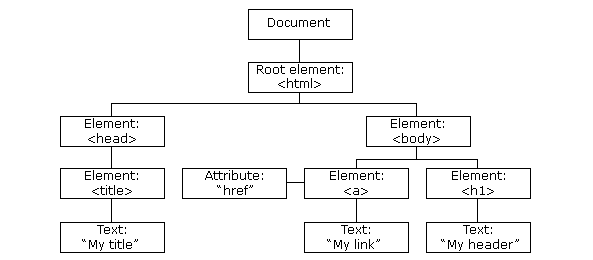 Document
Root element:
<html>
Element:
<head>
Element:
<body>
Element:
<title>
Attribute:
“href”
Element:
<a>
Element:
<h1>
Text:
“My title”
Text:
“My link”
Text:
“My header”